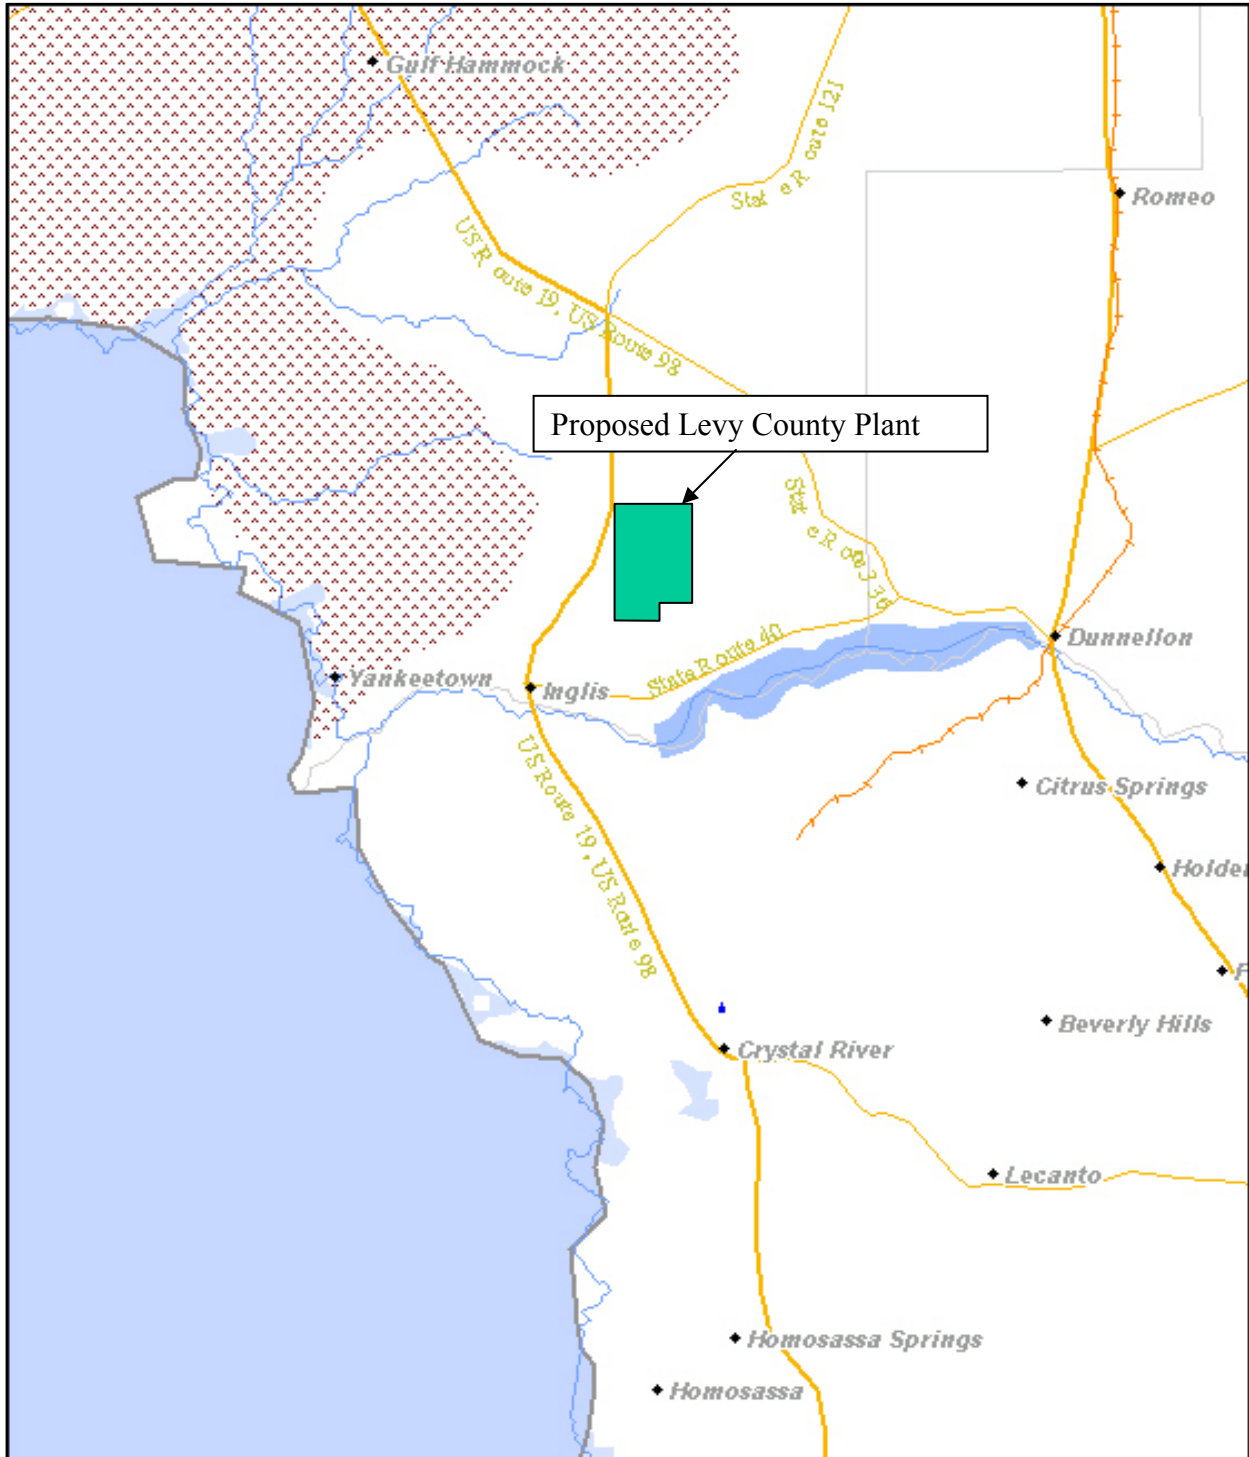 Gulf Hammock
State Route 121
Romeo
US Route 19, US Route 98
Proposed Levy County Plant
State Route 336
Dunnellon
State Route 40
Yankeetown
Inglis
US Route 19, US Route 98
Citrus Springs
Holder
F
Beverly Hills
Crystal River
Lecanto
Homosassa Springs
Homosassa